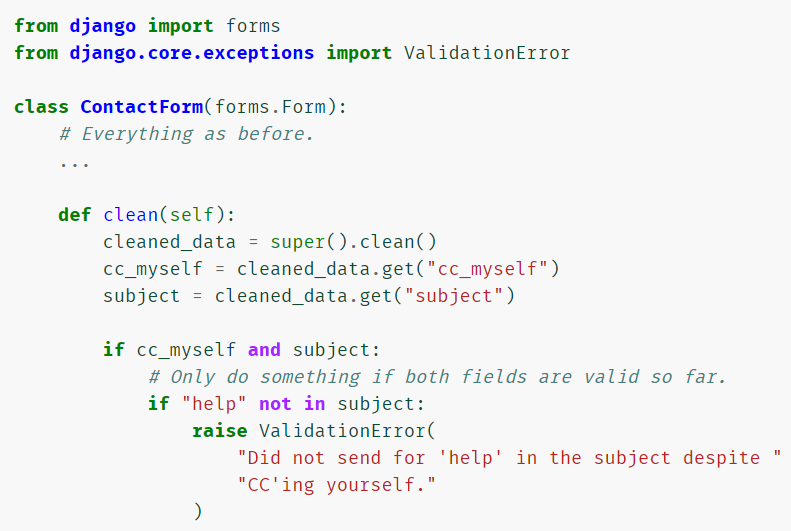 from django import forms
from django.core.exceptions import ValidationError

class ContactForm(forms.Form):
    # Everything as before.
    ...

    def clean(self):
        cleaned_data = super().clean()
        cc_myself = cleaned_data.get("cc_myself")
        subject = cleaned_data.get("subject")

        if cc_myself and subject:
            # Only do something if both fields are valid so far.
            if "help" not in subject:
                raise ValidationError(
                    "Did not send for 'help' in the subject despite "
                    "CC'ing yourself."
                )